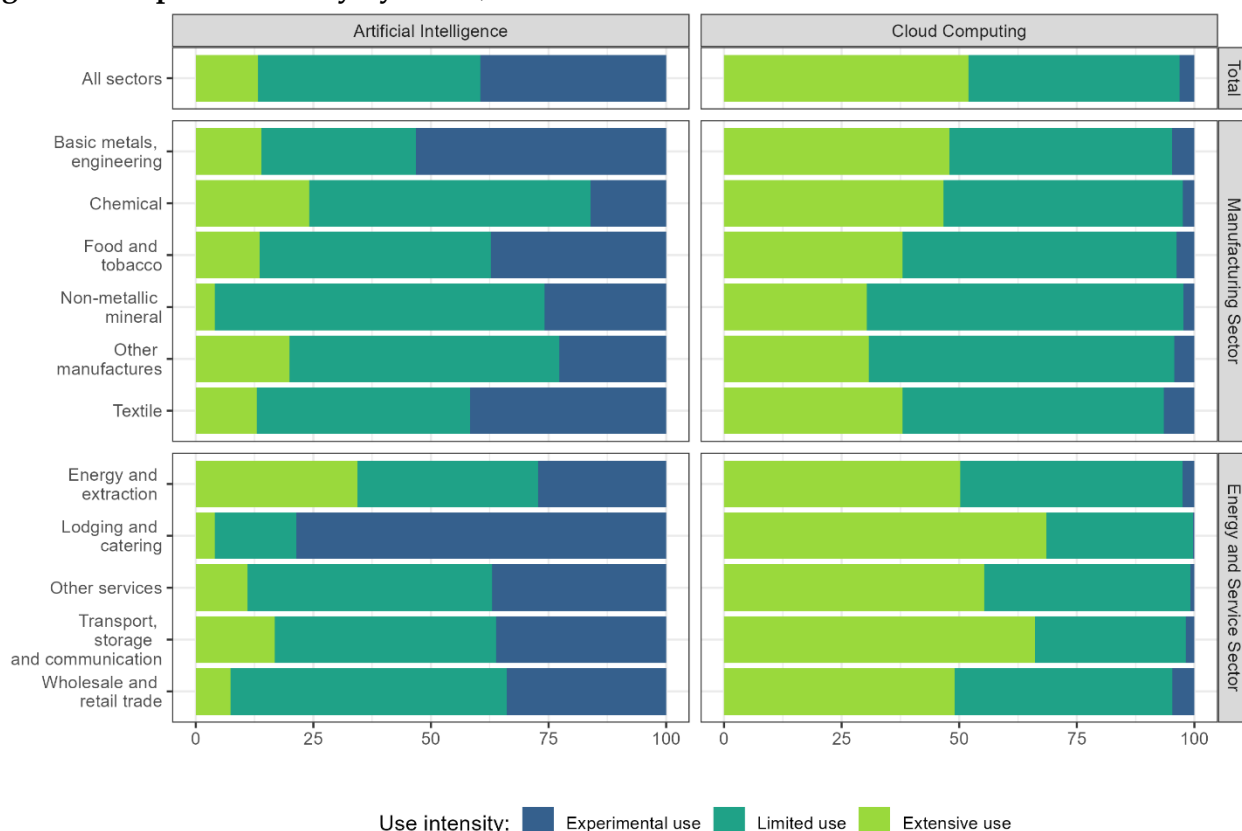 Artificial Intelligence
Cloud Computing
All sectors
Total
Basic metals,
engineering
Chemical
Food and
tobacco
Non-metallic
mineral
Other
manufactures
Textile
Manufacturing Sector
Energy and
extraction
Lodging and
catering
Other services
Transport,
storage
and communication
Wholesale and
retail trade
Energy and Service Sector
0 25 50 75 100
0 25 50 75 100
Use intensity: Experimental use Limited use Extensive use